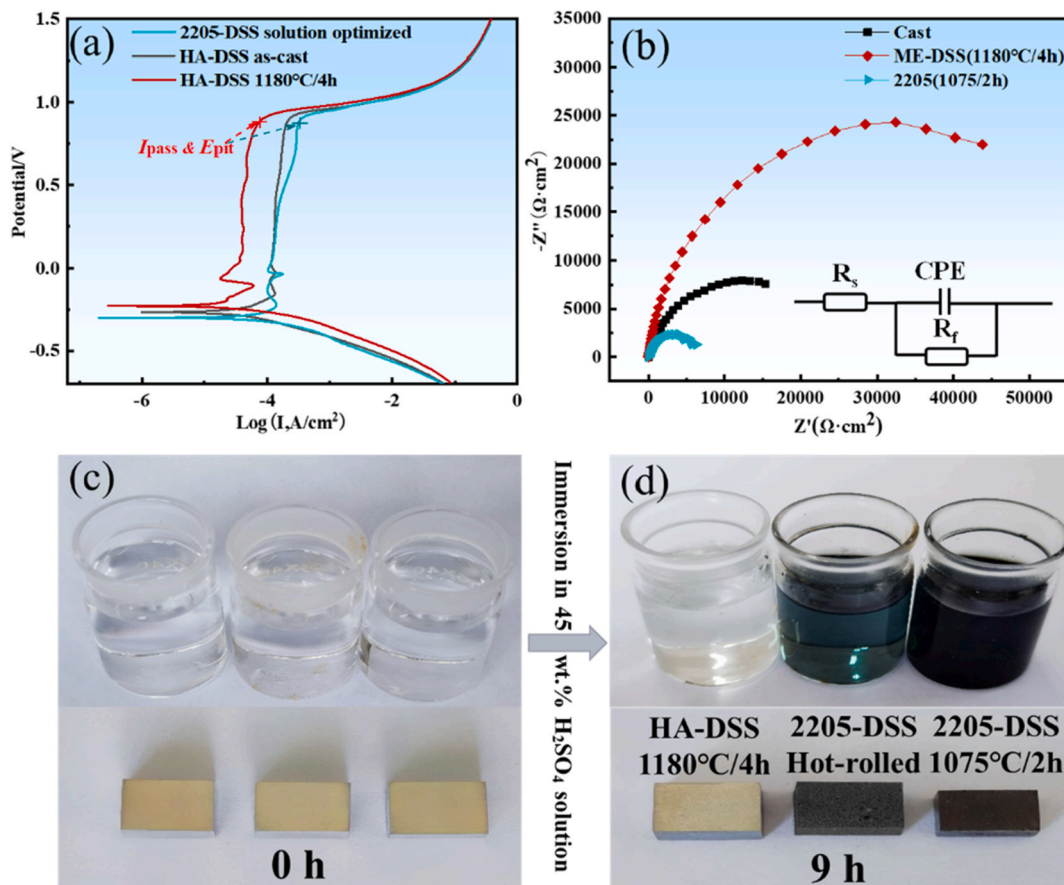 (a)
2205-DSS solution optimized
HA-DSS as-cast
HA-DSS 1180℃/4h
Ipass & Epit
1.5
1.0
0.5
0.0
-0.5
Potential/V
-6
-4
-2
0
Log (I,A/cm²)
(b)
Cast
ME-DSS(1180℃/4h)
2205(1075/2h)
35000
30000
25000
20000
15000
10000
5000
0
-Z''(Ω·cm²)
Rs
CPE
Rf
0
10000
20000
30000
40000
50000
Z'(Ω·cm²)
(c)
0 h
Immersion in 45 wt.% H₂SO₄ solution
(d)
HA-DSS 2205-DSS 2205-DSS
1180℃/4h Hot-rolled 1075℃/2h
9 h